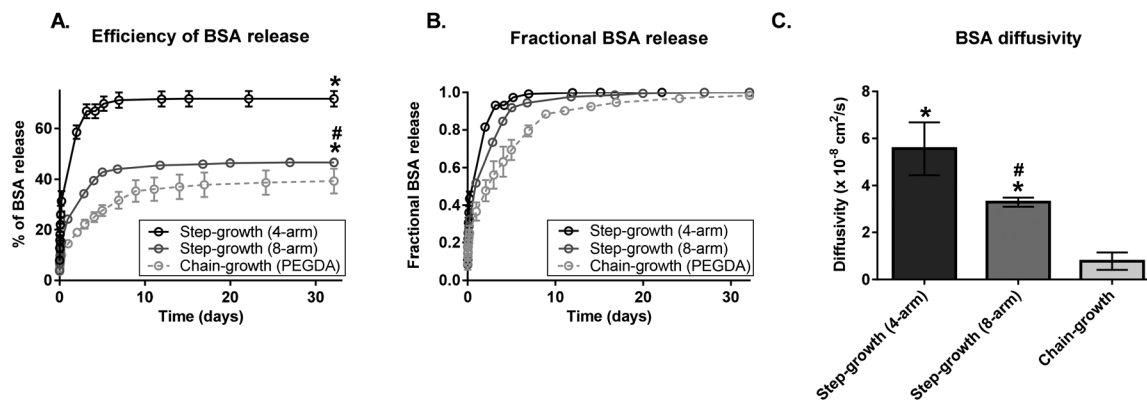 A.
Efficiency of BSA release
% of BSA release
60
40
20
0
0 10 20 30
Time (days)
*
#
*
Step-growth (4-arm)
Step-growth (8-arm)
Chain-growth (PEGDA)
B.
Fractional BSA release
Fractional BSA release
1.0
0.8
0.6
0.4
0.2
0.0
0 10 20 30
Time (days)
Step-growth (4-arm)
Step-growth (8-arm)
Chain-growth (PEGDA)
C.
BSA diffusivity
Diffusivity (x 10⁻⁸ cm²/s)
8
6
4
2
0
*
#
*
Step-growth (4-arm)
Step-growth (8-arm)
Chain-growth